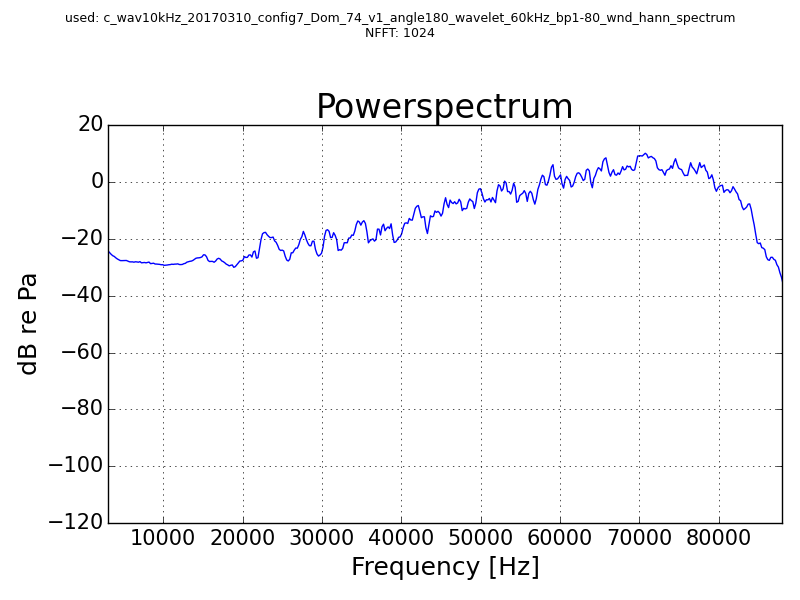 used: c_wav10kHz_20170310_config7_Dom_74_v1_angle180_wavelet_60kHz_bp1-80_wnd_hann_spectrum
NFFT: 1024
Powerspectrum
20
0
−20
−40
−60
−80
−100
−120
dB re Pa
10000 20000 30000 40000 50000 60000 70000 80000
Frequency [Hz]